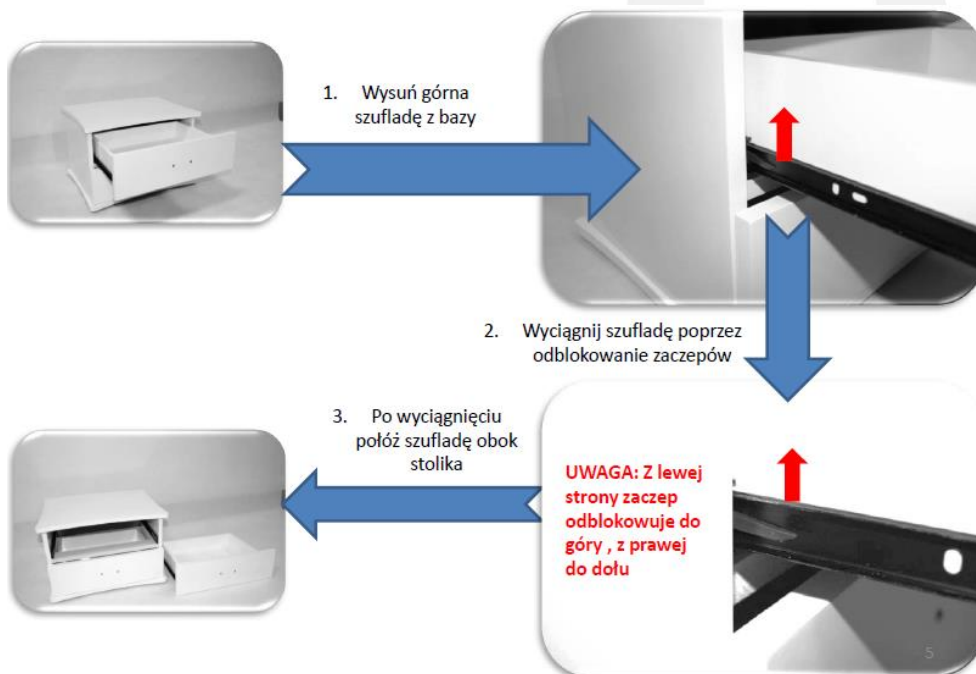 1. Wysuń górna
szufladę z bazy
2. Wyciągnij szufladę poprzez
odblokowanie zaczepów
3. Po wyciągnięciu
połóż szufladę obok
stolika
UWAGA: Z lewej
strony zaczep
odblokowuje do
góry , z prawej
do dołu
5